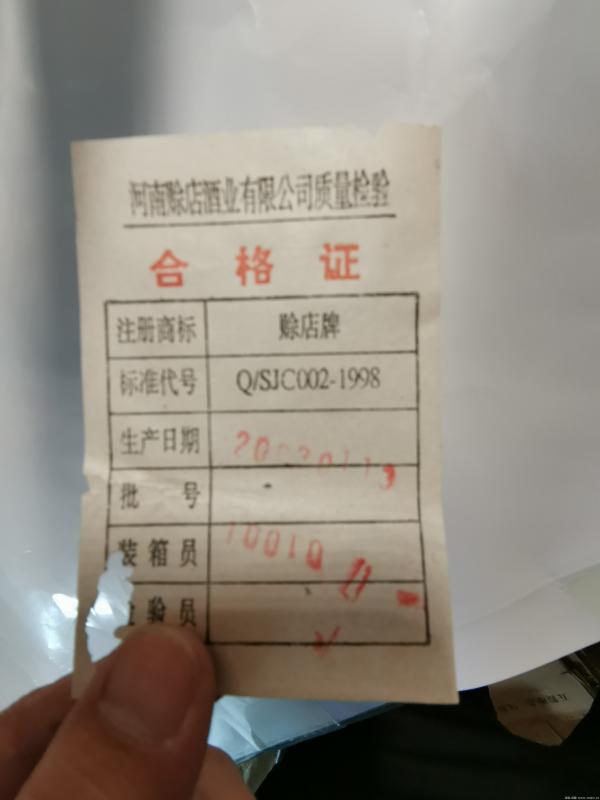 河南赊店酒业有限公司质量检验
合格证
注册商标 赊店牌
标准代号 Q/SJC002-1998
生产日期
批号
装箱员
验员